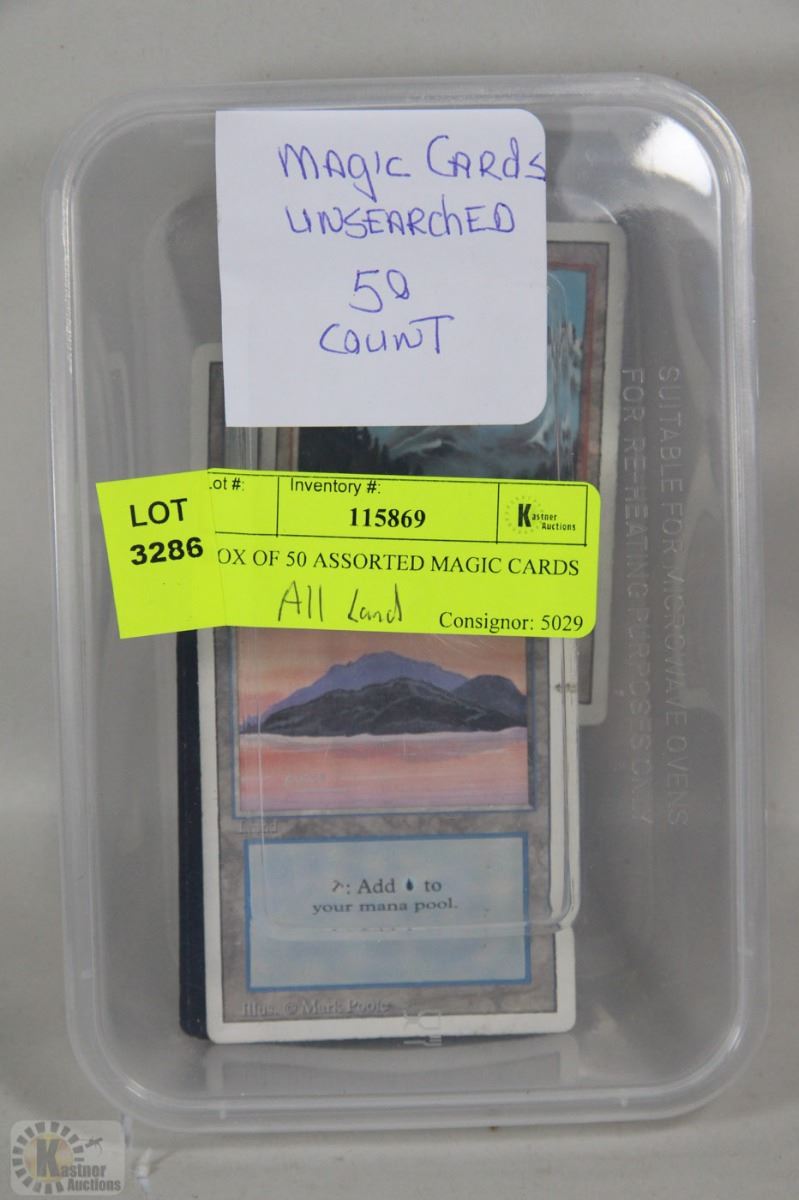 MAgic CARds
UNSEARChED
50
COUNT
SUITABLE FOR MICROWAVE OVENS
FOR RE-HEATING PURPOSES ONLY
LOT
3286
ot #:
Inventory #:
115869
Kastner
Auctions
OX OF 50 ASSORTED MAGIC CARDS
All Land
Consignor: 5029
Land
: Add to
your mana pool.
Illus. © Mark Poole
Kastner
Auctions